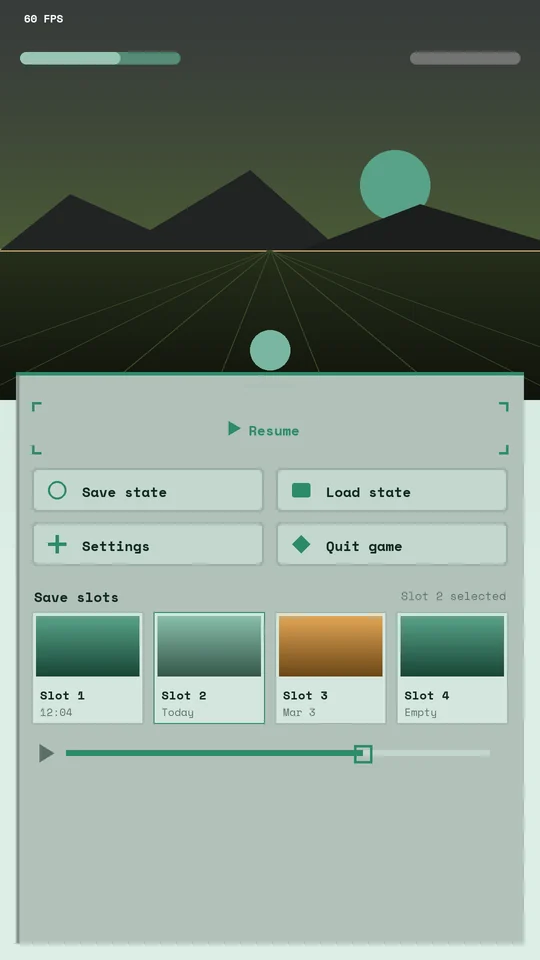 60 FPS
Resume
Save state
Load state
Settings
Quit game
Save slots
Slot 2 selected
Slot 1
12:04
Slot 2
Today
Slot 3
Mar 3
Slot 4
Empty